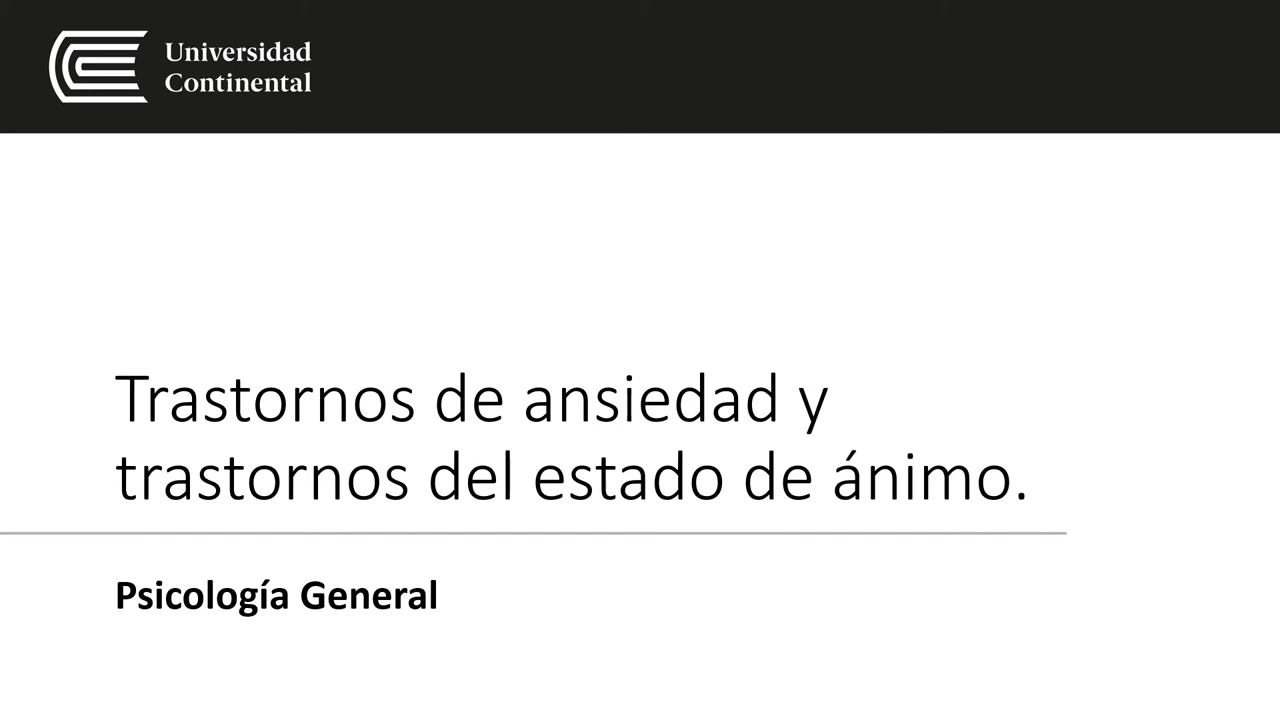 Universidad
Continental
Trastornos de ansiedad y
trastornos del estado de ánimo.
Psicología General